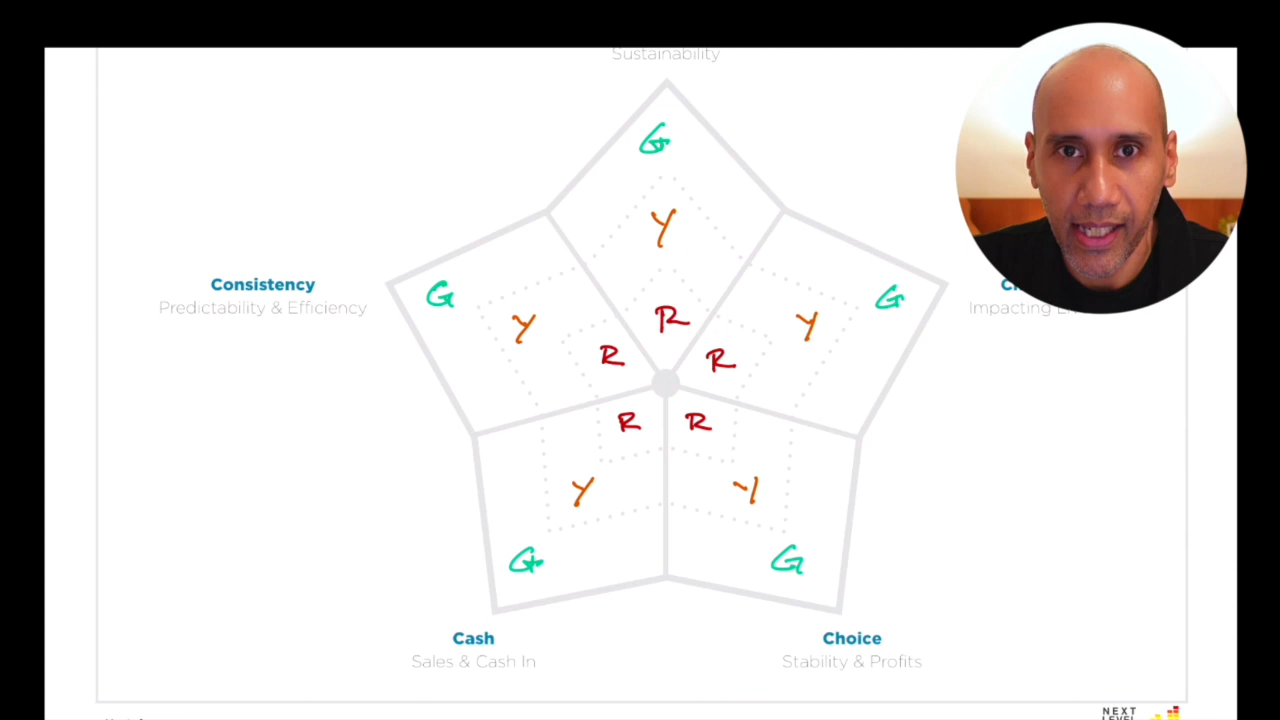 Sustainability
G
Y
Consistency
Predictability & Efficiency
G
Y
R
R
R
Y
G
Impacting
R
R
Y
Y
G
G
Cash
Sales & Cash In
Choice
Stability & Profits
NEXT
LEVEL